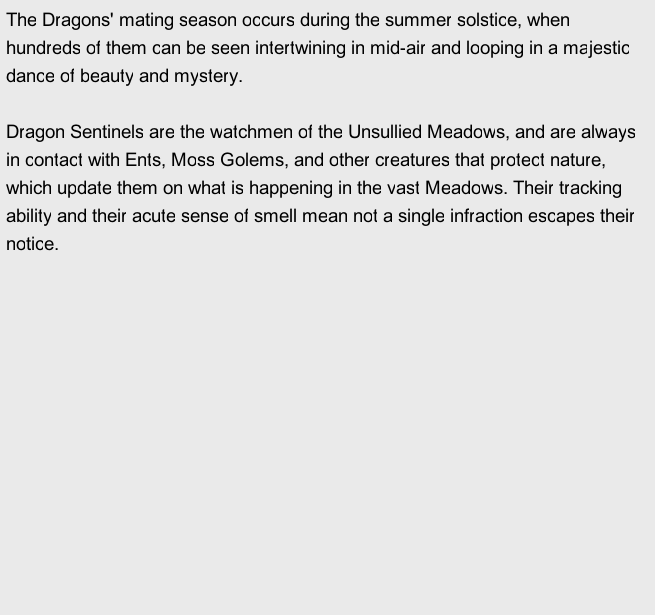 The Dragons' mating season occurs during the summer solstice, when
hundreds of them can be seen intertwining in mid-air and looping in a majestic
dance of beauty and mystery.
Dragon Sentinels are the watchmen of the Unsullied Meadows, and are always
in contact with Ents, Moss Golems, and other creatures that protect nature,
which update them on what is happening in the vast Meadows. Their tracking
ability and their acute sense of smell mean not a single infraction escapes their
notice.